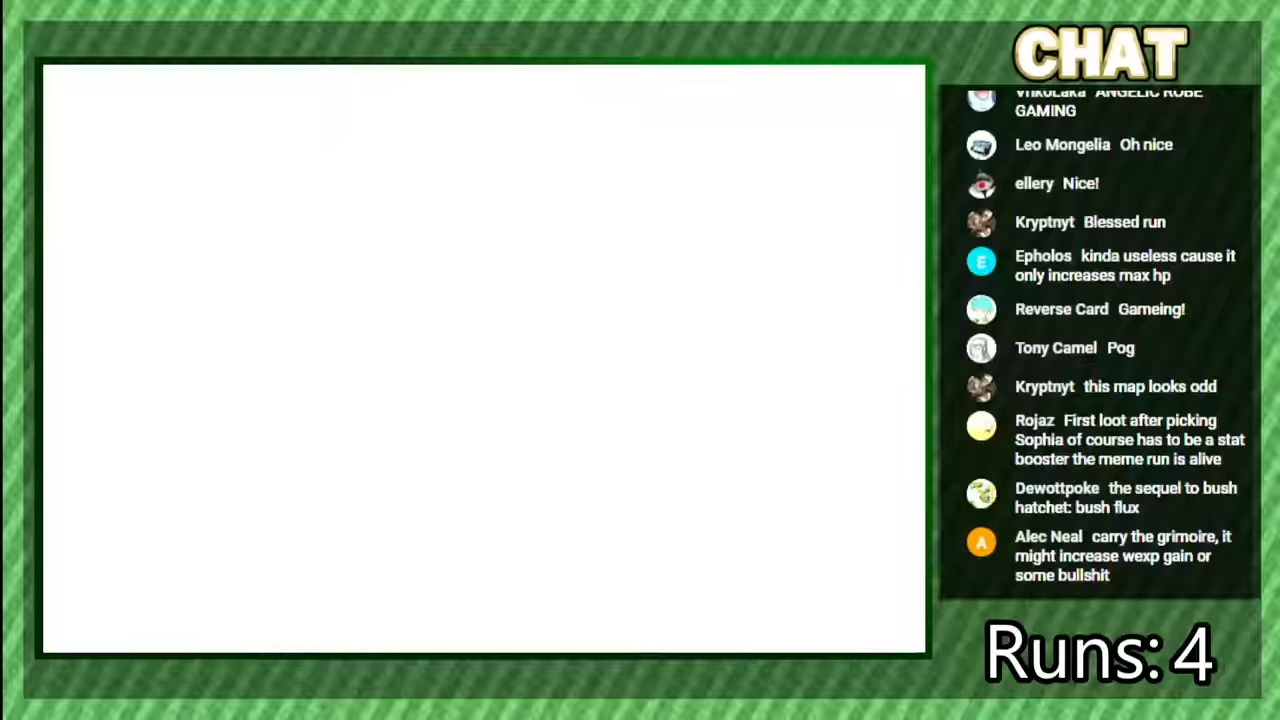 CHAT
Vrikolaka ANGELIC ROBE
GAMING
Leo Mongelia Oh nice
ellery Nice!
Kryptnyt Blessed run
E Epholos kinda useless cause it
only increases max hp
Reverse Card Gameing!
Tony Camel Pog
Kryptnyt this map looks odd
Rojaz First loot after picking
Sophia of course has to be a stat
booster the meme run is alive
Dewottpoke the sequel to bush
hatchet: bush flux
A Alec Neal carry the grimoire, it
might increase wexp gain or
some bullshit
Runs: 4